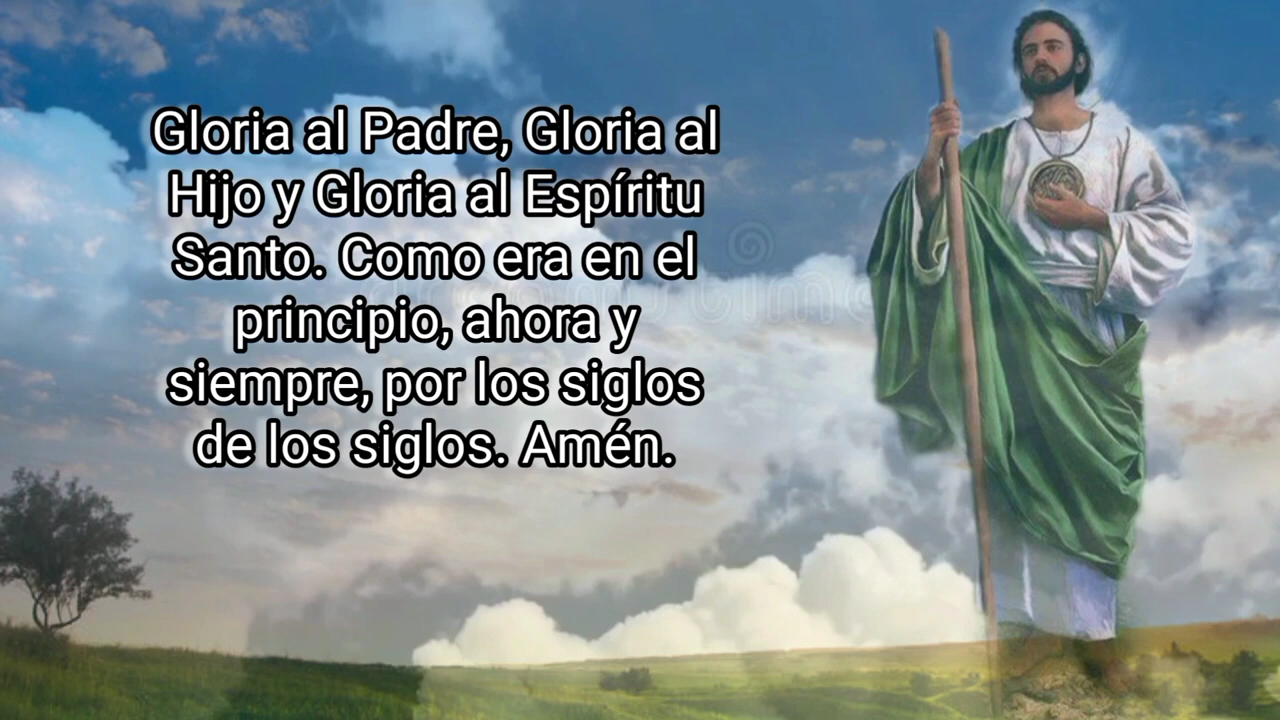 Gloria al Padre, Gloria al
Hijo y Gloria al Espíritu
Santo. Como era en el
principio, ahora y
siempre, por los siglos
de los siglos. Amén.